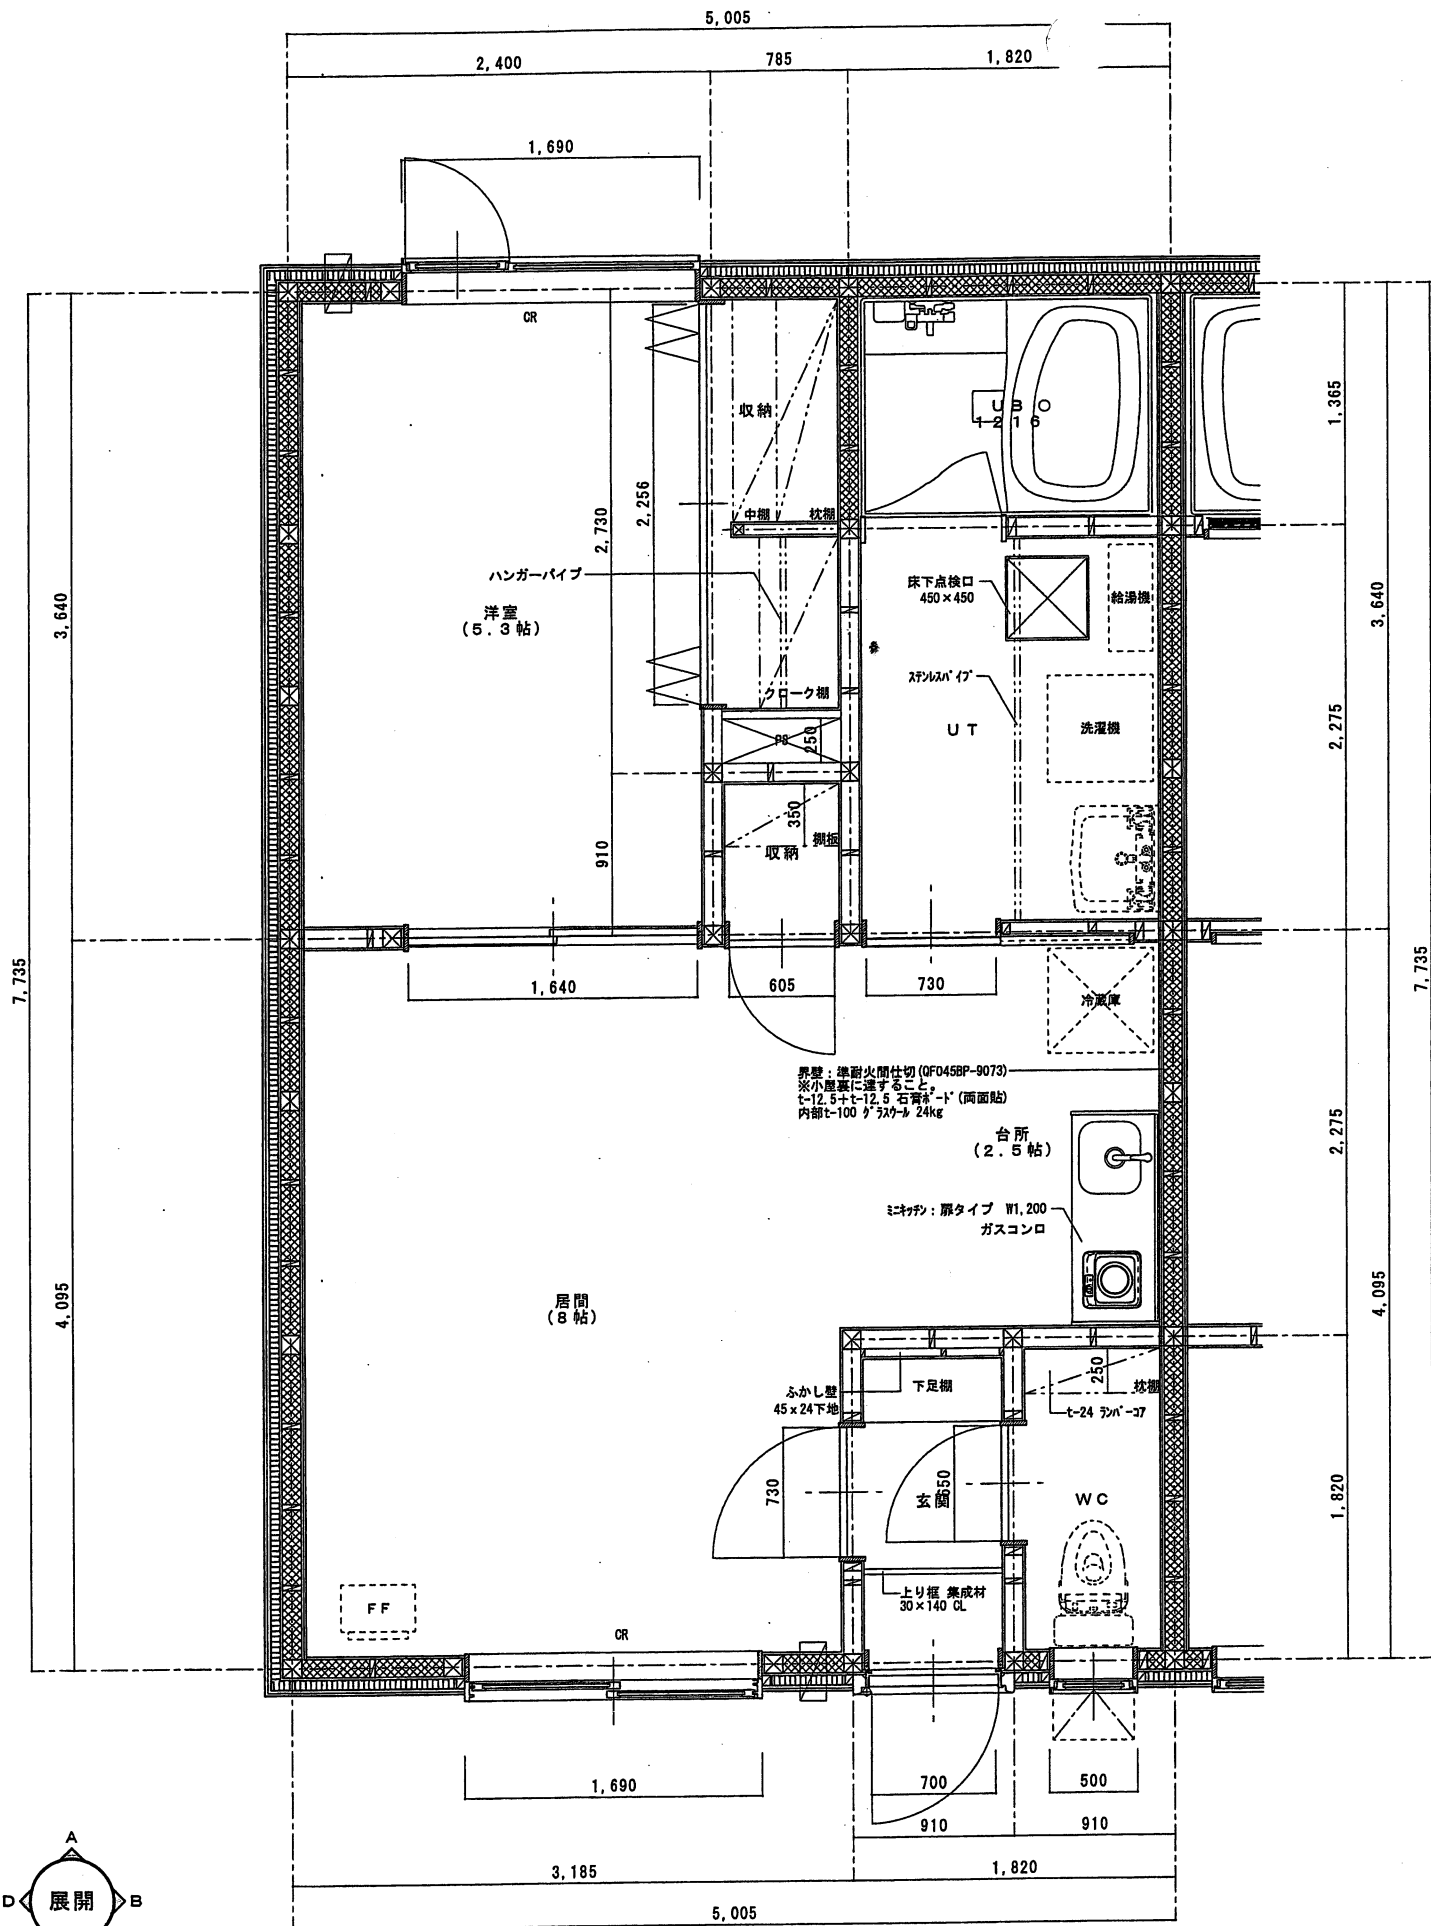 5,005
2,400
785
1,820
1,690
CR
収納
UBO
1216
1,365
中棚
枕棚
2,256
2,730
ハンガーパイプ
床下点検口
450×450
給湯機
3,640
3,640
洋室
(5.3帖)
ステンレスパイプ
クローク棚
UT
洗濯機
2,275
PS
250
350
棚板
収納
910
7,735
7,735
1,640
605
730
冷蔵庫
界壁:準耐火間仕切(QF045BP-9073)
※小屋裏に達すること。
t-12.5+t-12.5 石膏ボード(両面貼)
内部t-100 グラスウール 24kg
台所
(2.5帖)
2,275
ミニキッチン:扉タイプ W1,200
ガスコンロ
4,095
4,095
居間
(8帖)
ふかし壁
45x24下地
下足棚
250
枕棚
t-24 ランバーコア
730
玄関
650
WC
1,820
上り框 集成材
30×140 CL
FF
CR
1,690
700
500
910
910
3,185
1,820
5,005
A
D
展開
B